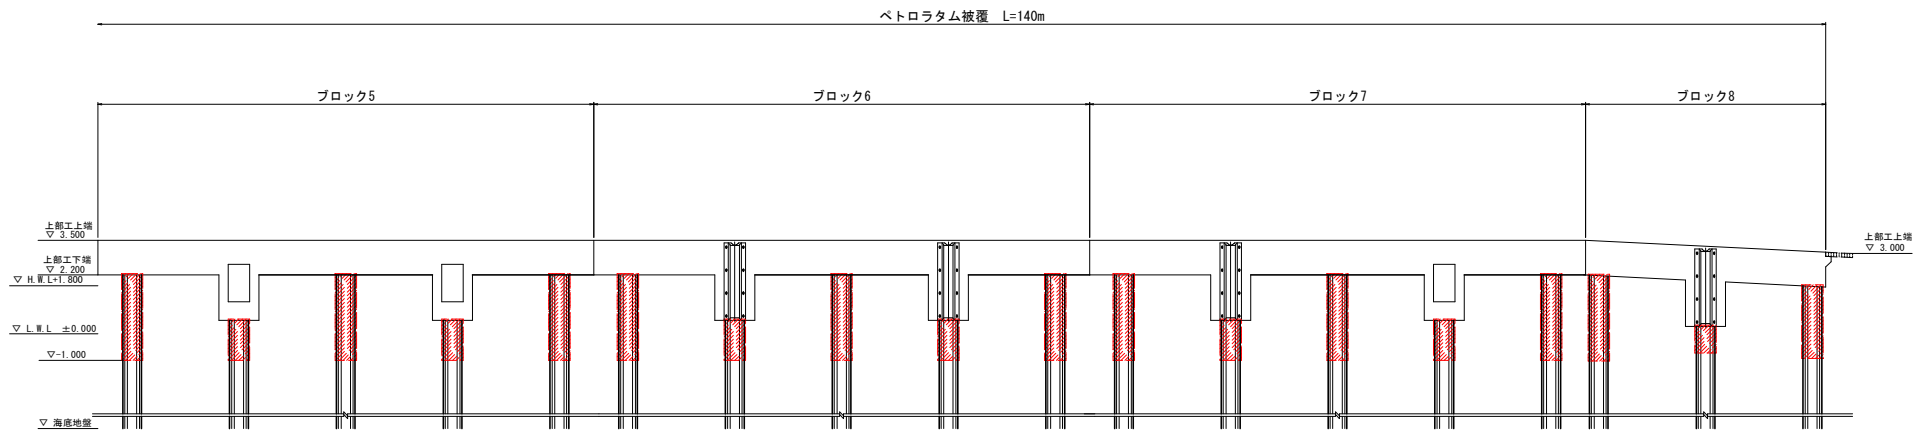 ペトロラタム被覆　L=140m
ブロック5
ブロック6
ブロック7
ブロック8
上部工上端
▽ 3.500
上部工上端
▽ 3.000
上部工下端
▽ 2.200
▽ H.W.L+1.800
▽ L.W.L ±0.000
▽-1.000
▽ 海底地盤